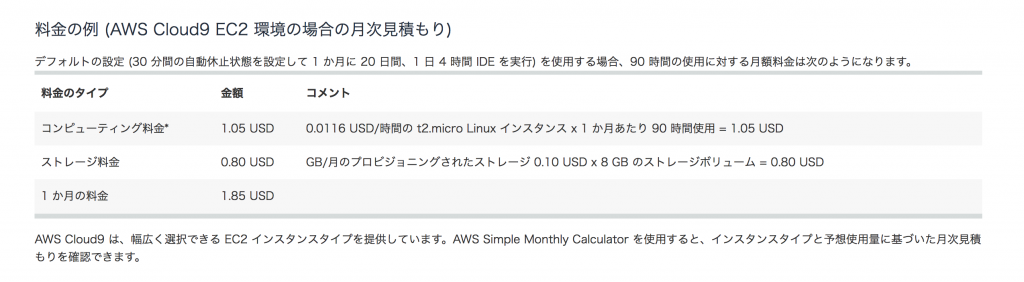 料金の例 (AWS Cloud9 EC2 環境の場合の月次見積もり)
デフォルトの設定 (30 分間の自動休止状態を設定して 1 か月に 20 日間、1 日 4 時間 IDE を実行) を使用する場合、90 時間の使用に対する月額料金は次のようになります。
料金のタイプ 金額 コメント
コンピューティング料金* 1.05 USD 0.0116 USD/時間の t2.micro Linux インスタンス x 1 か月あたり 90 時間使用 = 1.05 USD
ストレージ料金 0.80 USD GB/月のプロビジョニングされたストレージ 0.10 USD x 8 GB のストレージボリューム = 0.80 USD
1 か月の料金 1.85 USD
AWS Cloud9 は、幅広く選択できる EC2 インスタンスタイプを提供しています。AWS Simple Monthly Calculator を使用すると、インスタンスタイプと予想使用量に基づいた月次見積
もりを確認できます。